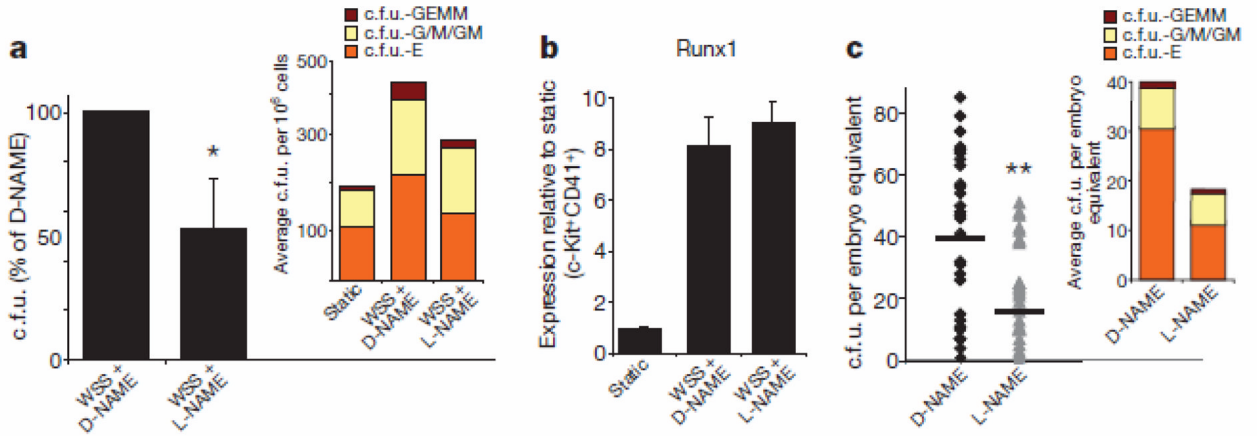 a
c.f.u. (% of D-NAME)
100
50
0
*
WSS +
D-NAME
WSS +
L-NAME
c.f.u.-GEMM
c.f.u.-G/M/GM
c.f.u.-E
Average c.f.u. per 10⁶ cells
500
300
100
Static
WSS +
D-NAME
WSS +
L-NAME
b
Runx1
Expression relative to static
(c-Kit⁺CD41⁺)
10
8
6
4
2
0
Static
WSS +
D-NAME
WSS +
L-NAME
c
c.f.u. per embryo equivalent
80
60
40
20
0
**
D-NAME
L-NAME
c.f.u.-GEMM
c.f.u.-G/M/GM
c.f.u.-E
Average c.f.u. per embryo
equivalent
40
30
20
10
0
D-NAME
L-NAME